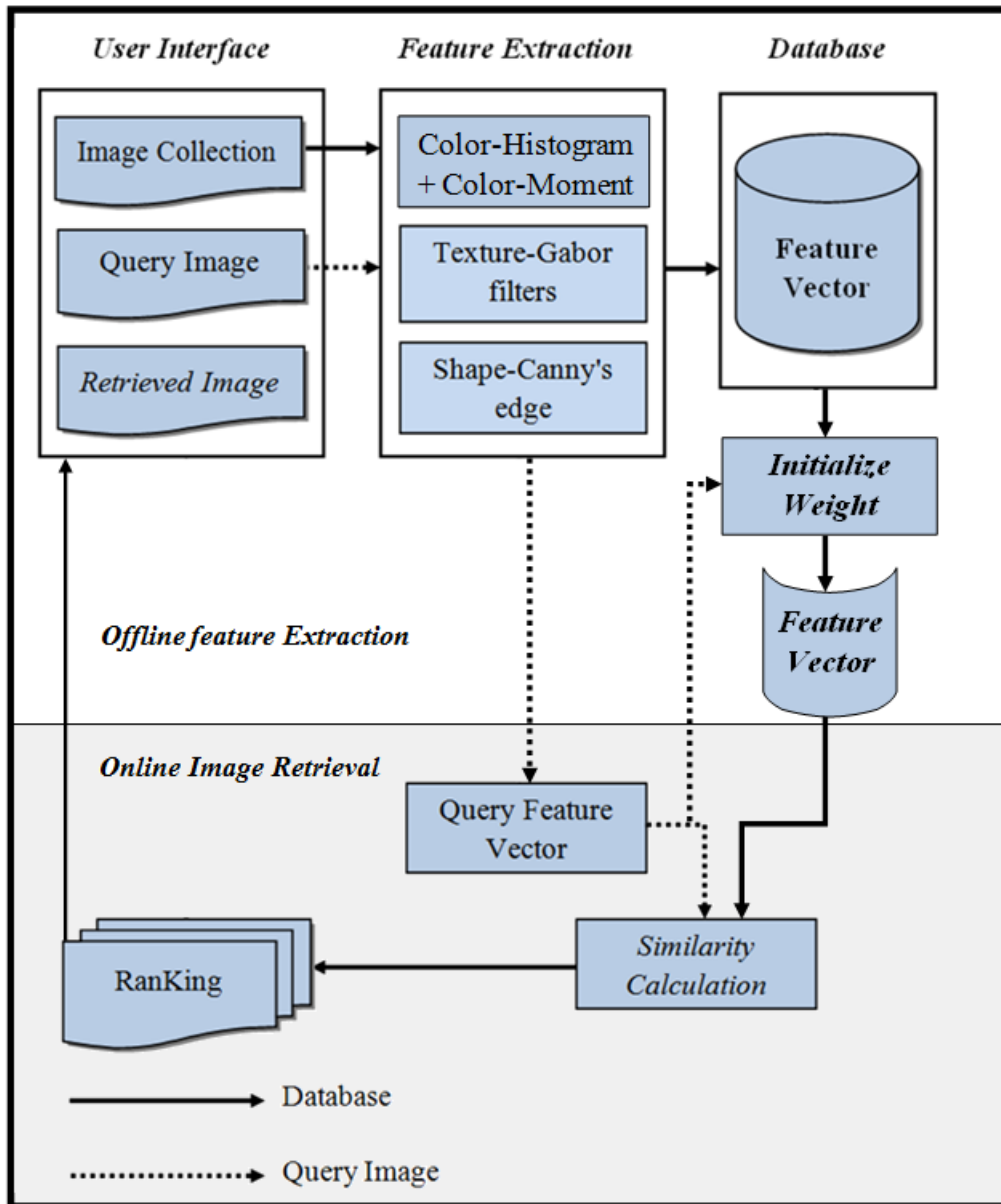 User Interface
Feature Extraction
Database
Image Collection
Query Image
Retrieved Image
Color-Histogram
+ Color-Moment
Texture-Gabor
filters
Shape-Canny's
edge
Feature
Vector
Initialize
Weight
Feature
Vector
Offline feature Extraction
Online Image Retrieval
Query Feature
Vector
Similarity
Calculation
RanKing
Database
Query Image